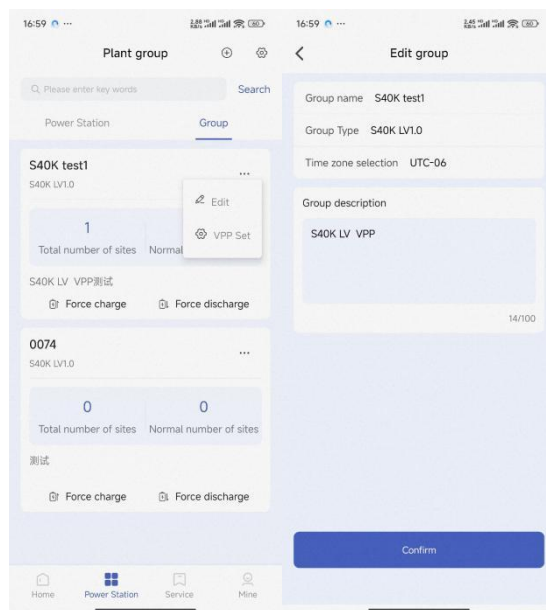 16:59
60
Plant group
Please enter key words
Search
Power Station
Group
S40K test1
S40K LV1.0
Edit
VPP Set
1
Total number of sites
Normal
S40K LV VPP测试
Force charge
Force discharge
0074
S40K LV1.0
0
0
Total number of sites
Normal number of sites
测试
Force charge
Force discharge
Home
Power Station
Service
Mine
16:59
60
Edit group
Group name S40K test1
Group Type S40K LV1.0
Time zone selection UTC-06
Group description
S40K LV VPP
14/100
Confirm